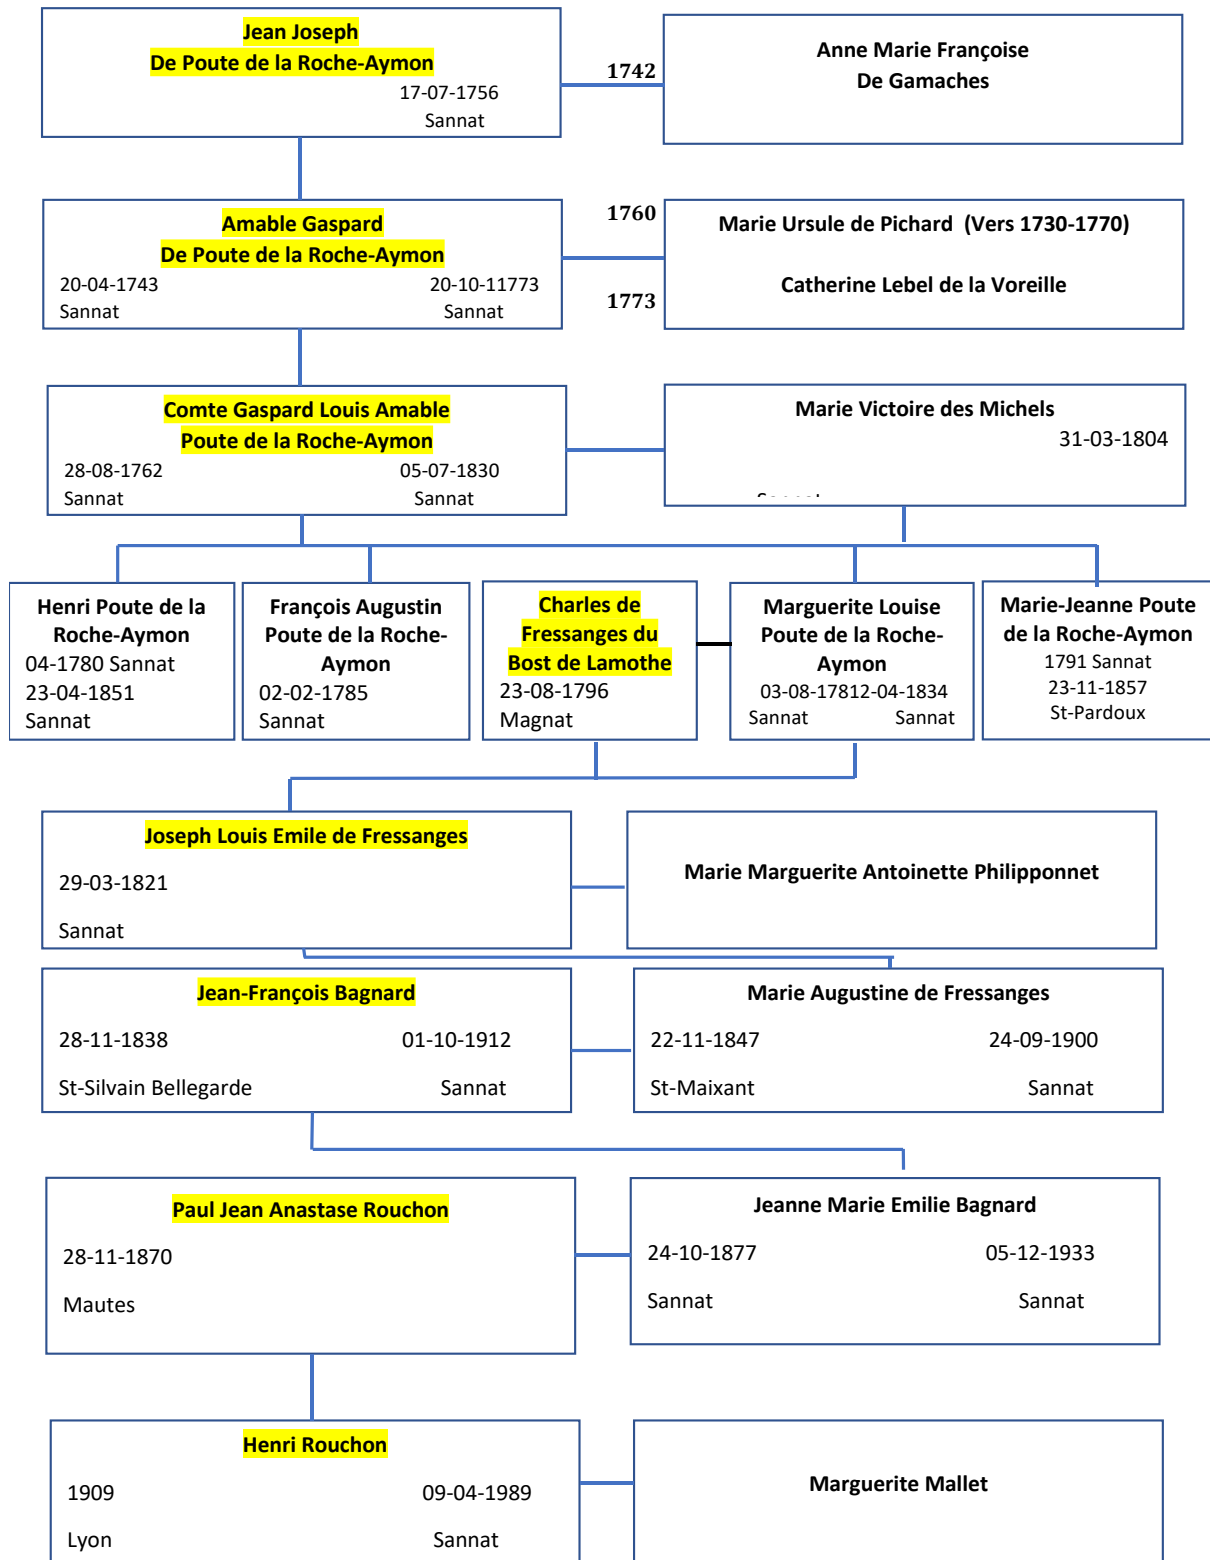 Jean Joseph
De Poute de la Roche-Aymon
17-07-1756
Sannat
1742
Anne Marie Françoise
De Gamaches
Amable Gaspard
De Poute de la Roche-Aymon
20-04-1743 20-10-11773
Sannat Sannat
1760
1773
Marie Ursule de Pichard (Vers 1730-1770)
Catherine Lebel de la Voreille
Comte Gaspard Louis Amable
Poute de la Roche-Aymon
28-08-1762 05-07-1830
Sannat Sannat
Marie Victoire des Michels
31-03-1804
Henri Poute de la
Roche-Aymon
04-1780 Sannat
23-04-1851
Sannat
François Augustin
Poute de la Roche-
Aymon
02-02-1785
Sannat
Charles de
Fressanges du
Bost de Lamothe
23-08-1796
Magnat
Marguerite Louise
Poute de la Roche-
Aymon
03-08-17812-04-1834
Sannat Sannat
Marie-Jeanne Poute
de la Roche-Aymon
1791 Sannat
23-11-1857
St-Pardoux
Joseph Louis Emile de Fressanges
29-03-1821
Sannat
Marie Marguerite Antoinette Philipponnet
Jean-François Bagnard
28-11-1838 01-10-1912
St-Silvain Bellegarde Sannat
Marie Augustine de Fressanges
22-11-1847 24-09-1900
St-Maixant Sannat
Paul Jean Anastase Rouchon
28-11-1870
Mautes
Jeanne Marie Emilie Bagnard
24-10-1877 05-12-1933
Sannat Sannat
Henri Rouchon
1909 09-04-1989
Lyon Sannat
Marguerite Mallet